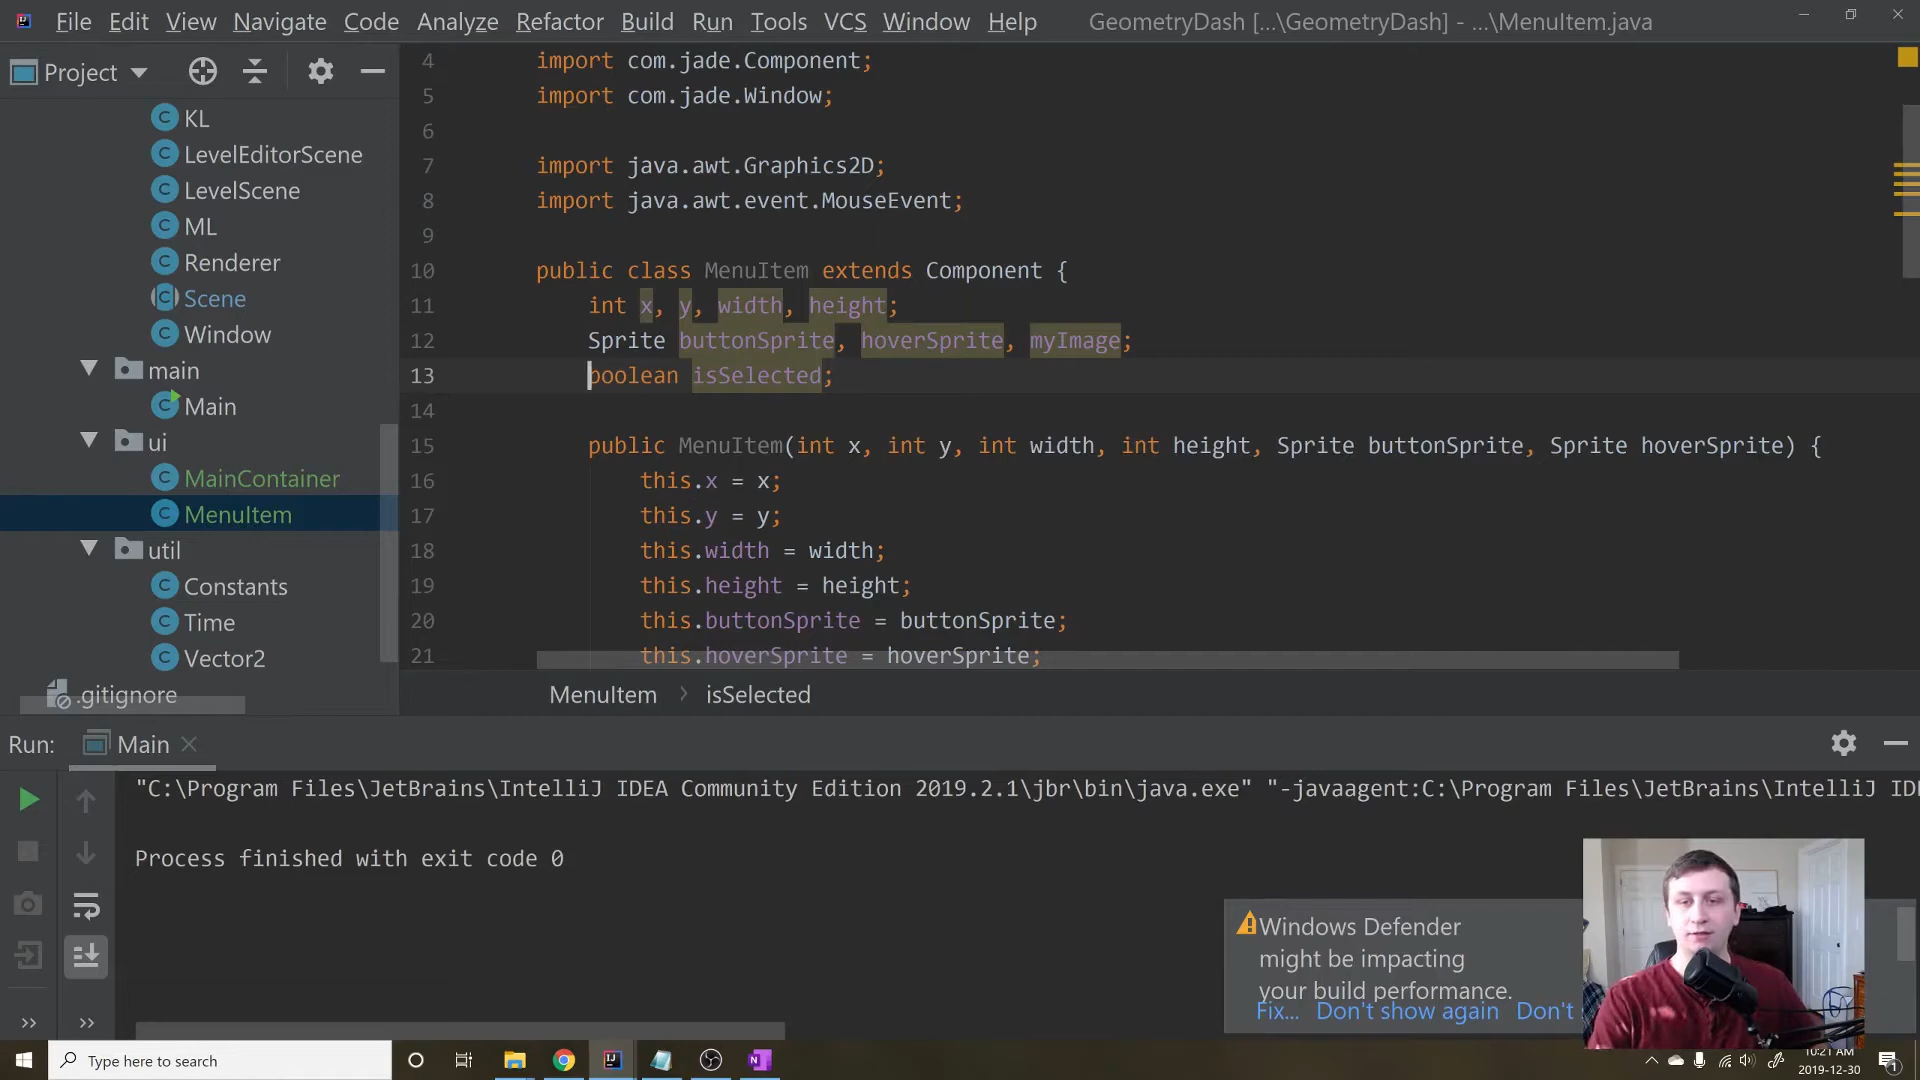 File Edit View Navigate Code Analyze Refactor Build Run Tools VCS Window Help GeometryDash [...\GeometryDash] - ...\MenuItem.java
Project
KL
LevelEditorScene
LevelScene
ML
Renderer
Scene
Window
main
Main
ui
MainContainer
MenuItem
util
Constants
Time
Vector2
.gitignore
4 import com.jade.Component;
5 import com.jade.Window;
6
7 import java.awt.Graphics2D;
8 import java.awt.event.MouseEvent;
9
10 public class MenuItem extends Component {
11 int x, y, width, height;
12 Sprite buttonSprite, hoverSprite, myImage;
13 boolean isSelected;
14
15 public MenuItem(int x, int y, int width, int height, Sprite buttonSprite, Sprite hoverSprite) {
16 this.x = x;
17 this.y = y;
18 this.width = width;
19 this.height = height;
20 this.buttonSprite = buttonSprite;
21 this.hoverSprite = hoverSprite;
MenuItem isSelected
Run: Main
"C:\Program Files\JetBrains\IntelliJ IDEA Community Edition 2019.2.1\jbr\bin\java.exe" "-javaagent:C:\Program Files\JetBrains\IntelliJ ID
Process finished with exit code 0
Windows Defender
might be impacting
your build performance.
Fix... Don't show again Don't
Type here to search
10:21 AM
2019-12-30